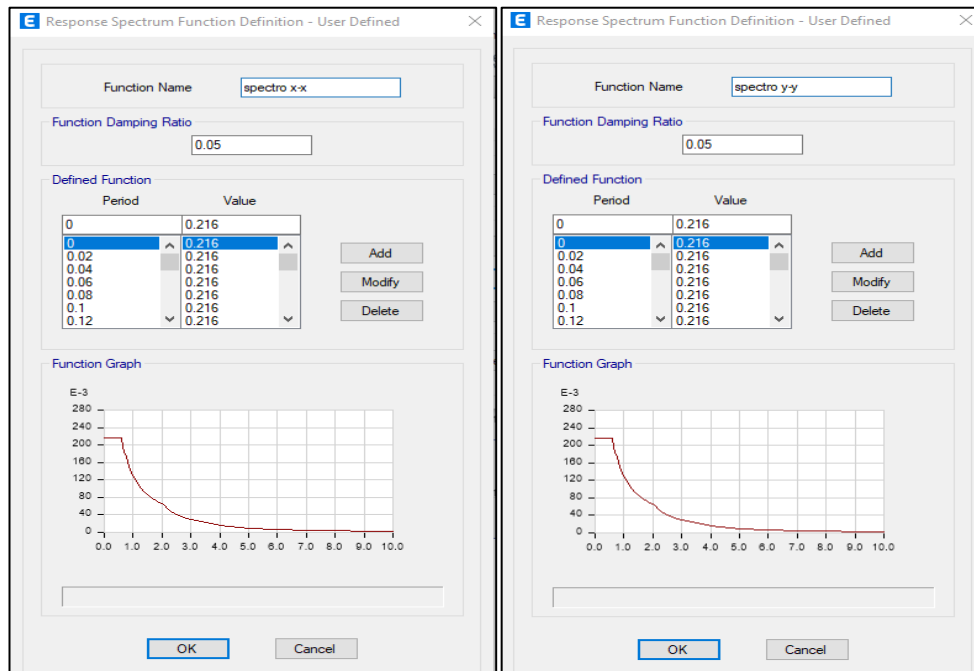 E Response Spectrum Function Definition - User Defined
Function Name
spectro x-x
Function Damping Ratio
0.05
Defined Function
Period Value
0 0.216
0 0.216
0.02 0.216
0.04 0.216
0.06 0.216
0.08 0.216
0.1 0.216
0.12 0.216
Add
Modify
Delete
Function Graph
E-3
280
240
200
160
120
80
40
0
0.0 1.0 2.0 3.0 4.0 5.0 6.0 7.0 8.0 9.0 10.0
OK Cancel
E Response Spectrum Function Definition - User Defined
Function Name
spectro y-y
Function Damping Ratio
0.05
Defined Function
Period Value
0 0.216
0 0.216
0.02 0.216
0.04 0.216
0.06 0.216
0.08 0.216
0.1 0.216
0.12 0.216
Add
Modify
Delete
Function Graph
E-3
280
240
200
160
120
80
40
0
0.0 1.0 2.0 3.0 4.0 5.0 6.0 7.0 8.0 9.0 10.0
OK Cancel